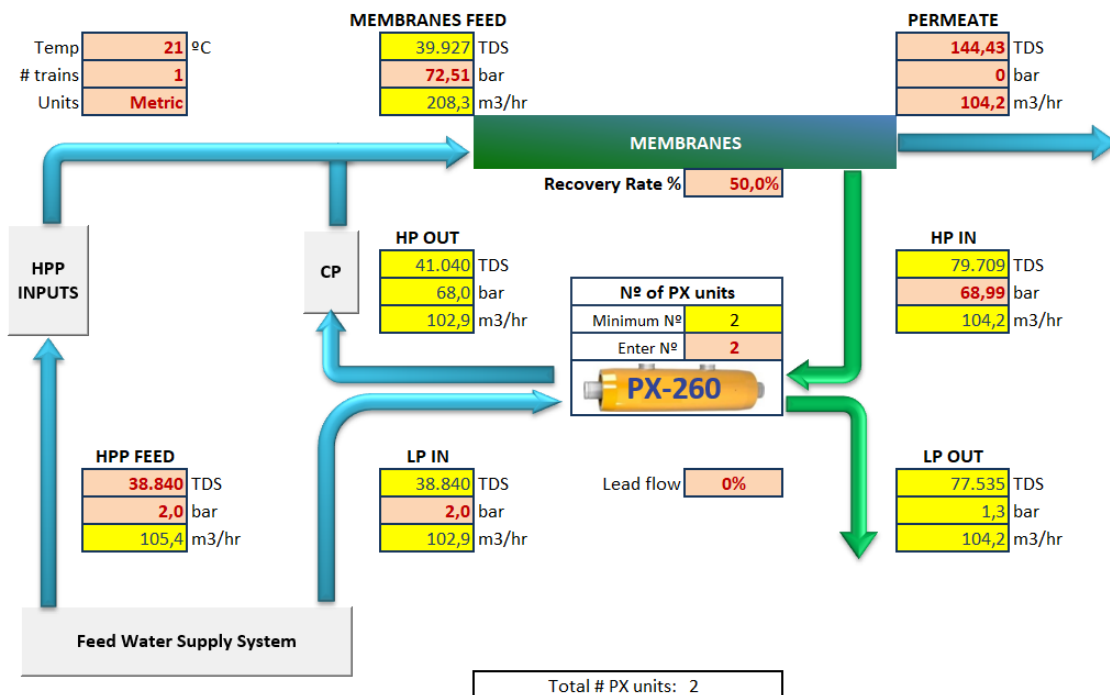 MEMBRANES FEED
39.927 TDS
72,51 bar
208,3 m3/hr
PERMEATE
144,43 TDS
0 bar
104,2 m3/hr
Temp 21 ºC
# trains 1
Units Metric
MEMBRANES
Recovery Rate % 50,0%
HPP INPUTS
CP
HP OUT
41.040 TDS
68,0 bar
102,9 m3/hr
Nº of PX units
Minimum Nº 2
Enter Nº 2
PX-260
HP IN
79.709 TDS
68,99 bar
104,2 m3/hr
HPP FEED
38.840 TDS
2,0 bar
105,4 m3/hr
LP IN
38.840 TDS
2,0 bar
102,9 m3/hr
Lead flow 0%
LP OUT
77.535 TDS
1,3 bar
104,2 m3/hr
Feed Water Supply System
Total # PX units: 2